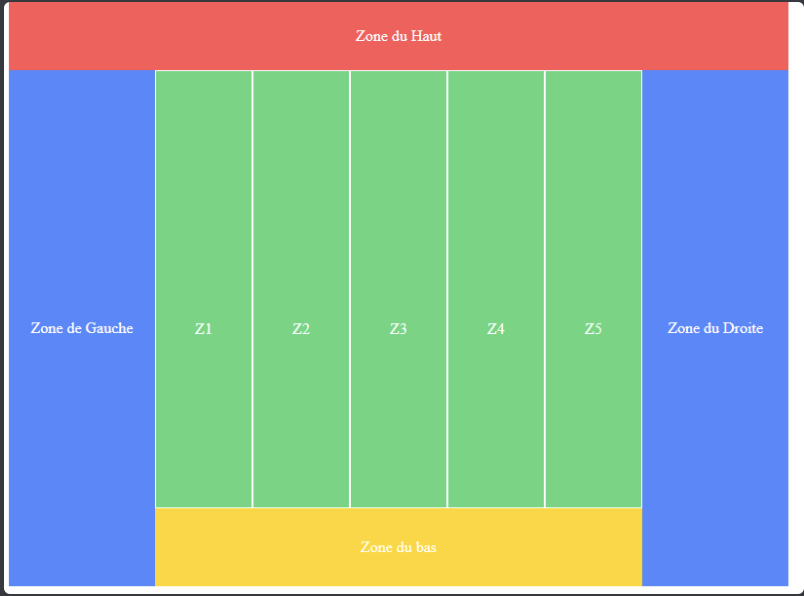 Zone du Haut
Zone de Gauche
Z1
Z2
Z3
Z4
Z5
Zone du Droite
Zone du bas